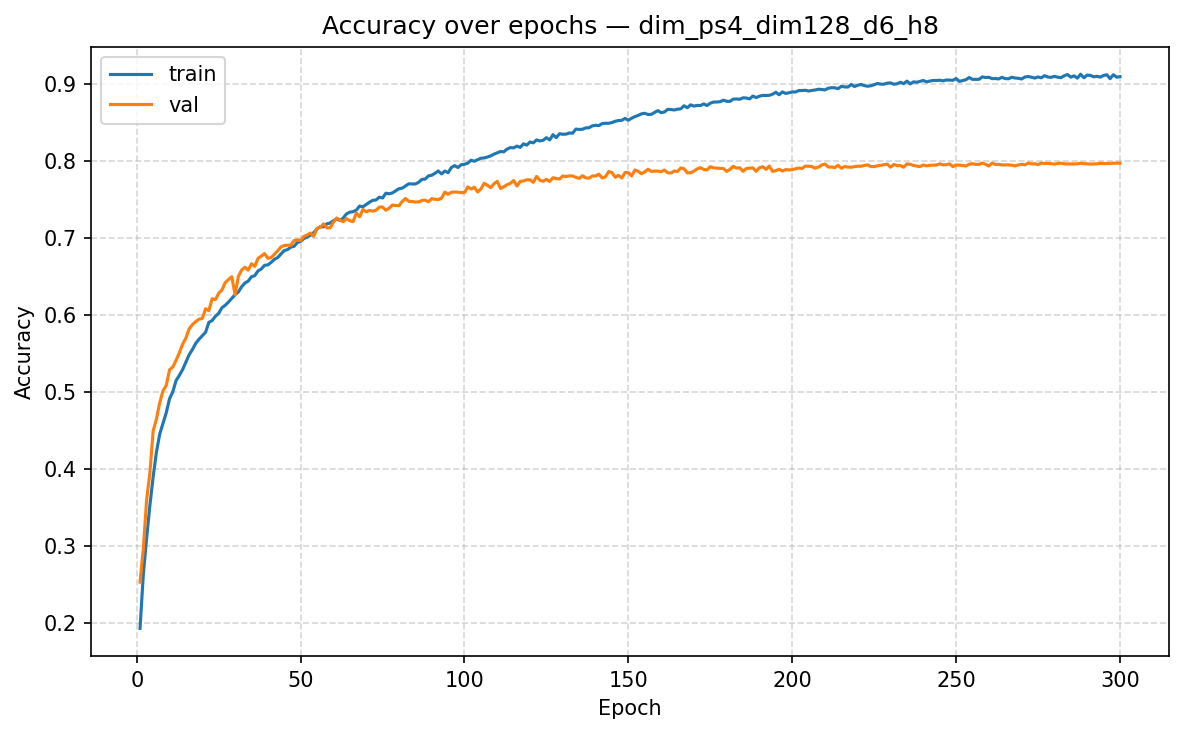 Accuracy over epochs — dim_ps4_dim128_d6_h8
train
val
0.9
0.8
0.7
0.6
0.5
0.4
0.3
0.2
Accuracy
0 50 100 150 200 250 300
Epoch